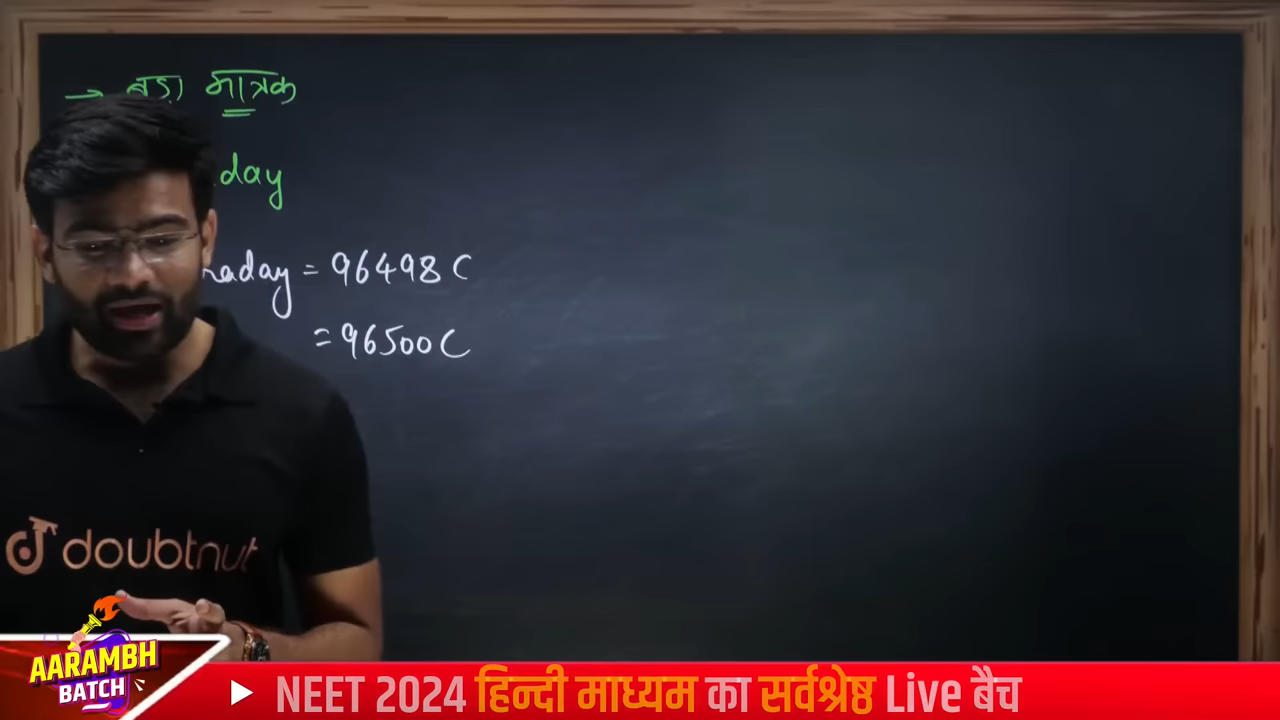 → बड़ा मात्रक
day
raday = 96498 C
= 96500 C
doubtnut
AARAMBH
BATCH
NEET 2024 हिन्दी माध्यम का सर्वश्रेष्ठ Live बैच